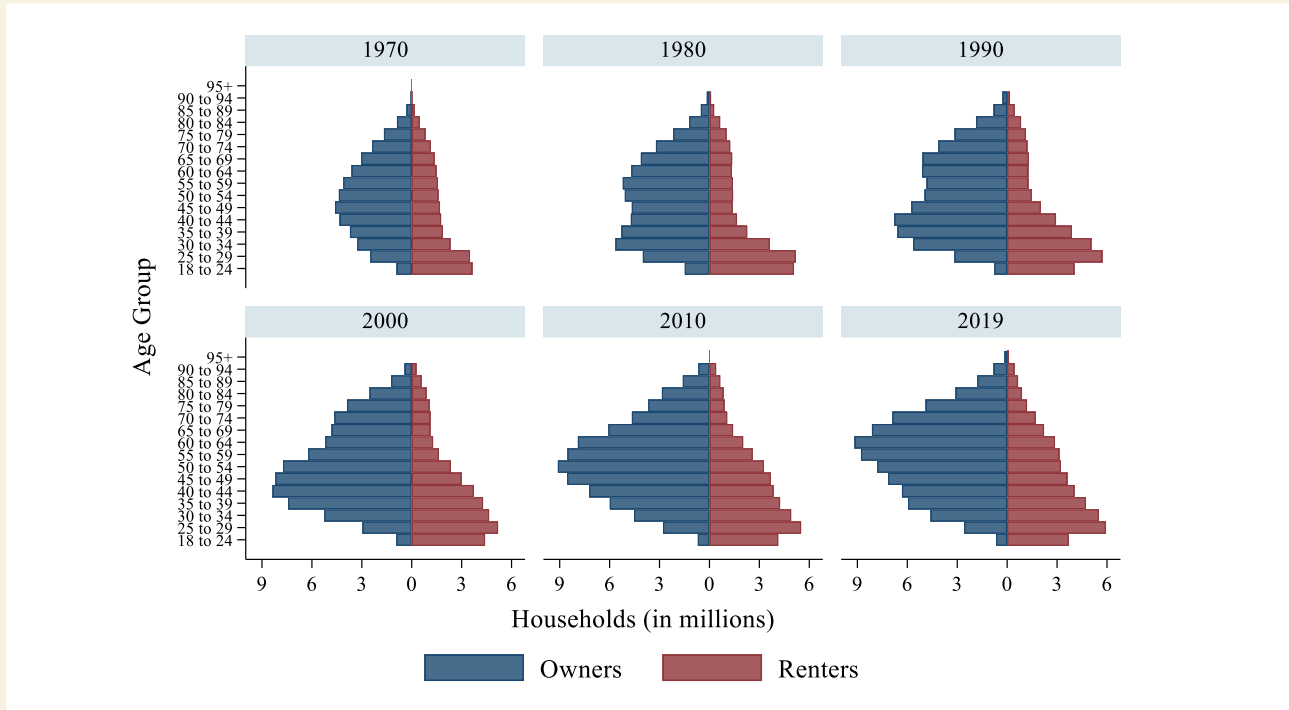 1970 1980 1990
95+
90 to 94
85 to 89
80 to 84
75 to 79
70 to 74
65 to 69
60 to 64
55 to 59
50 to 54
45 to 49
40 to 44
35 to 39
30 to 34
25 to 29
18 to 24
Age Group
2000 2010 2019
95+
90 to 94
85 to 89
80 to 84
75 to 79
70 to 74
65 to 69
60 to 64
55 to 59
50 to 54
45 to 49
40 to 44
35 to 39
30 to 34
25 to 29
18 to 24
9 6 3 0 3 6 9 6 3 0 3 6 9 6 3 0 3 6
Households (in millions)
Owners Renters